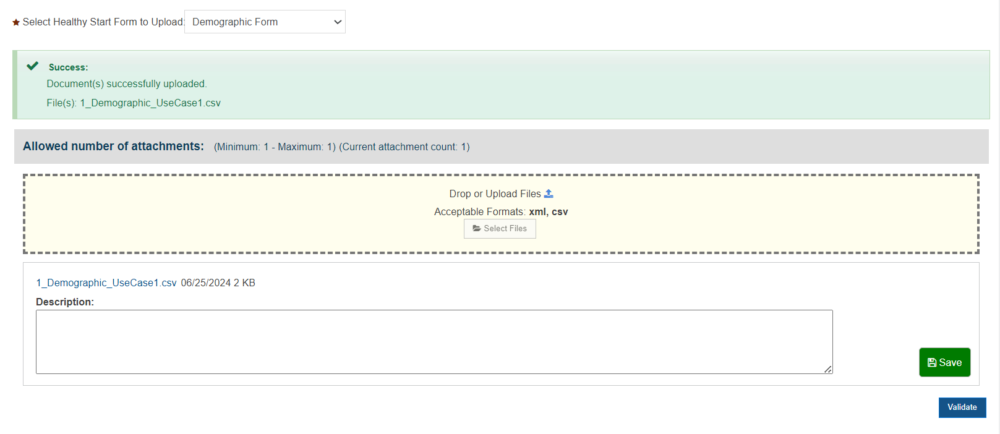 Select Healthy Start Form to Upload: Demographic Form
Success:
Document(s) successfully uploaded.
File(s): 1_Demographic_UseCase1.csv
Allowed number of attachments: (Minimum: 1 - Maximum: 1) (Current attachment count: 1)
Drop or Upload Files
Acceptable Formats: xml, csv
Select Files
1_Demographic_UseCase1.csv 06/25/2024 2 KB
Description:
Save
Validate